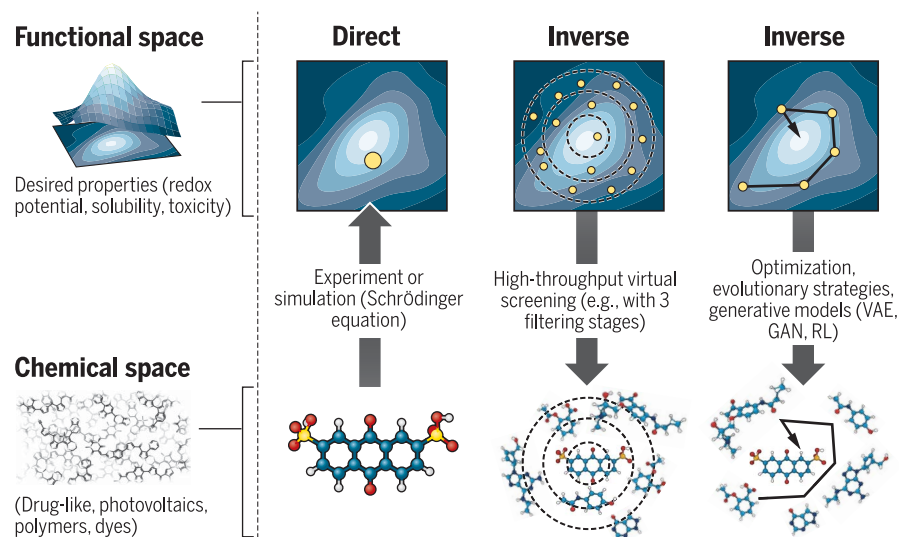 Functional space
Desired properties (redox
potential, solubility, toxicity)
Chemical space
(Drug-like, photovoltaics,
polymers, dyes)
Direct
Experiment or
simulation (Schrödinger
equation)
Inverse
High-throughput virtual
screening (e.g., with 3
filtering stages)
Inverse
Optimization,
evolutionary strategies,
generative models (VAE,
GAN, RL)